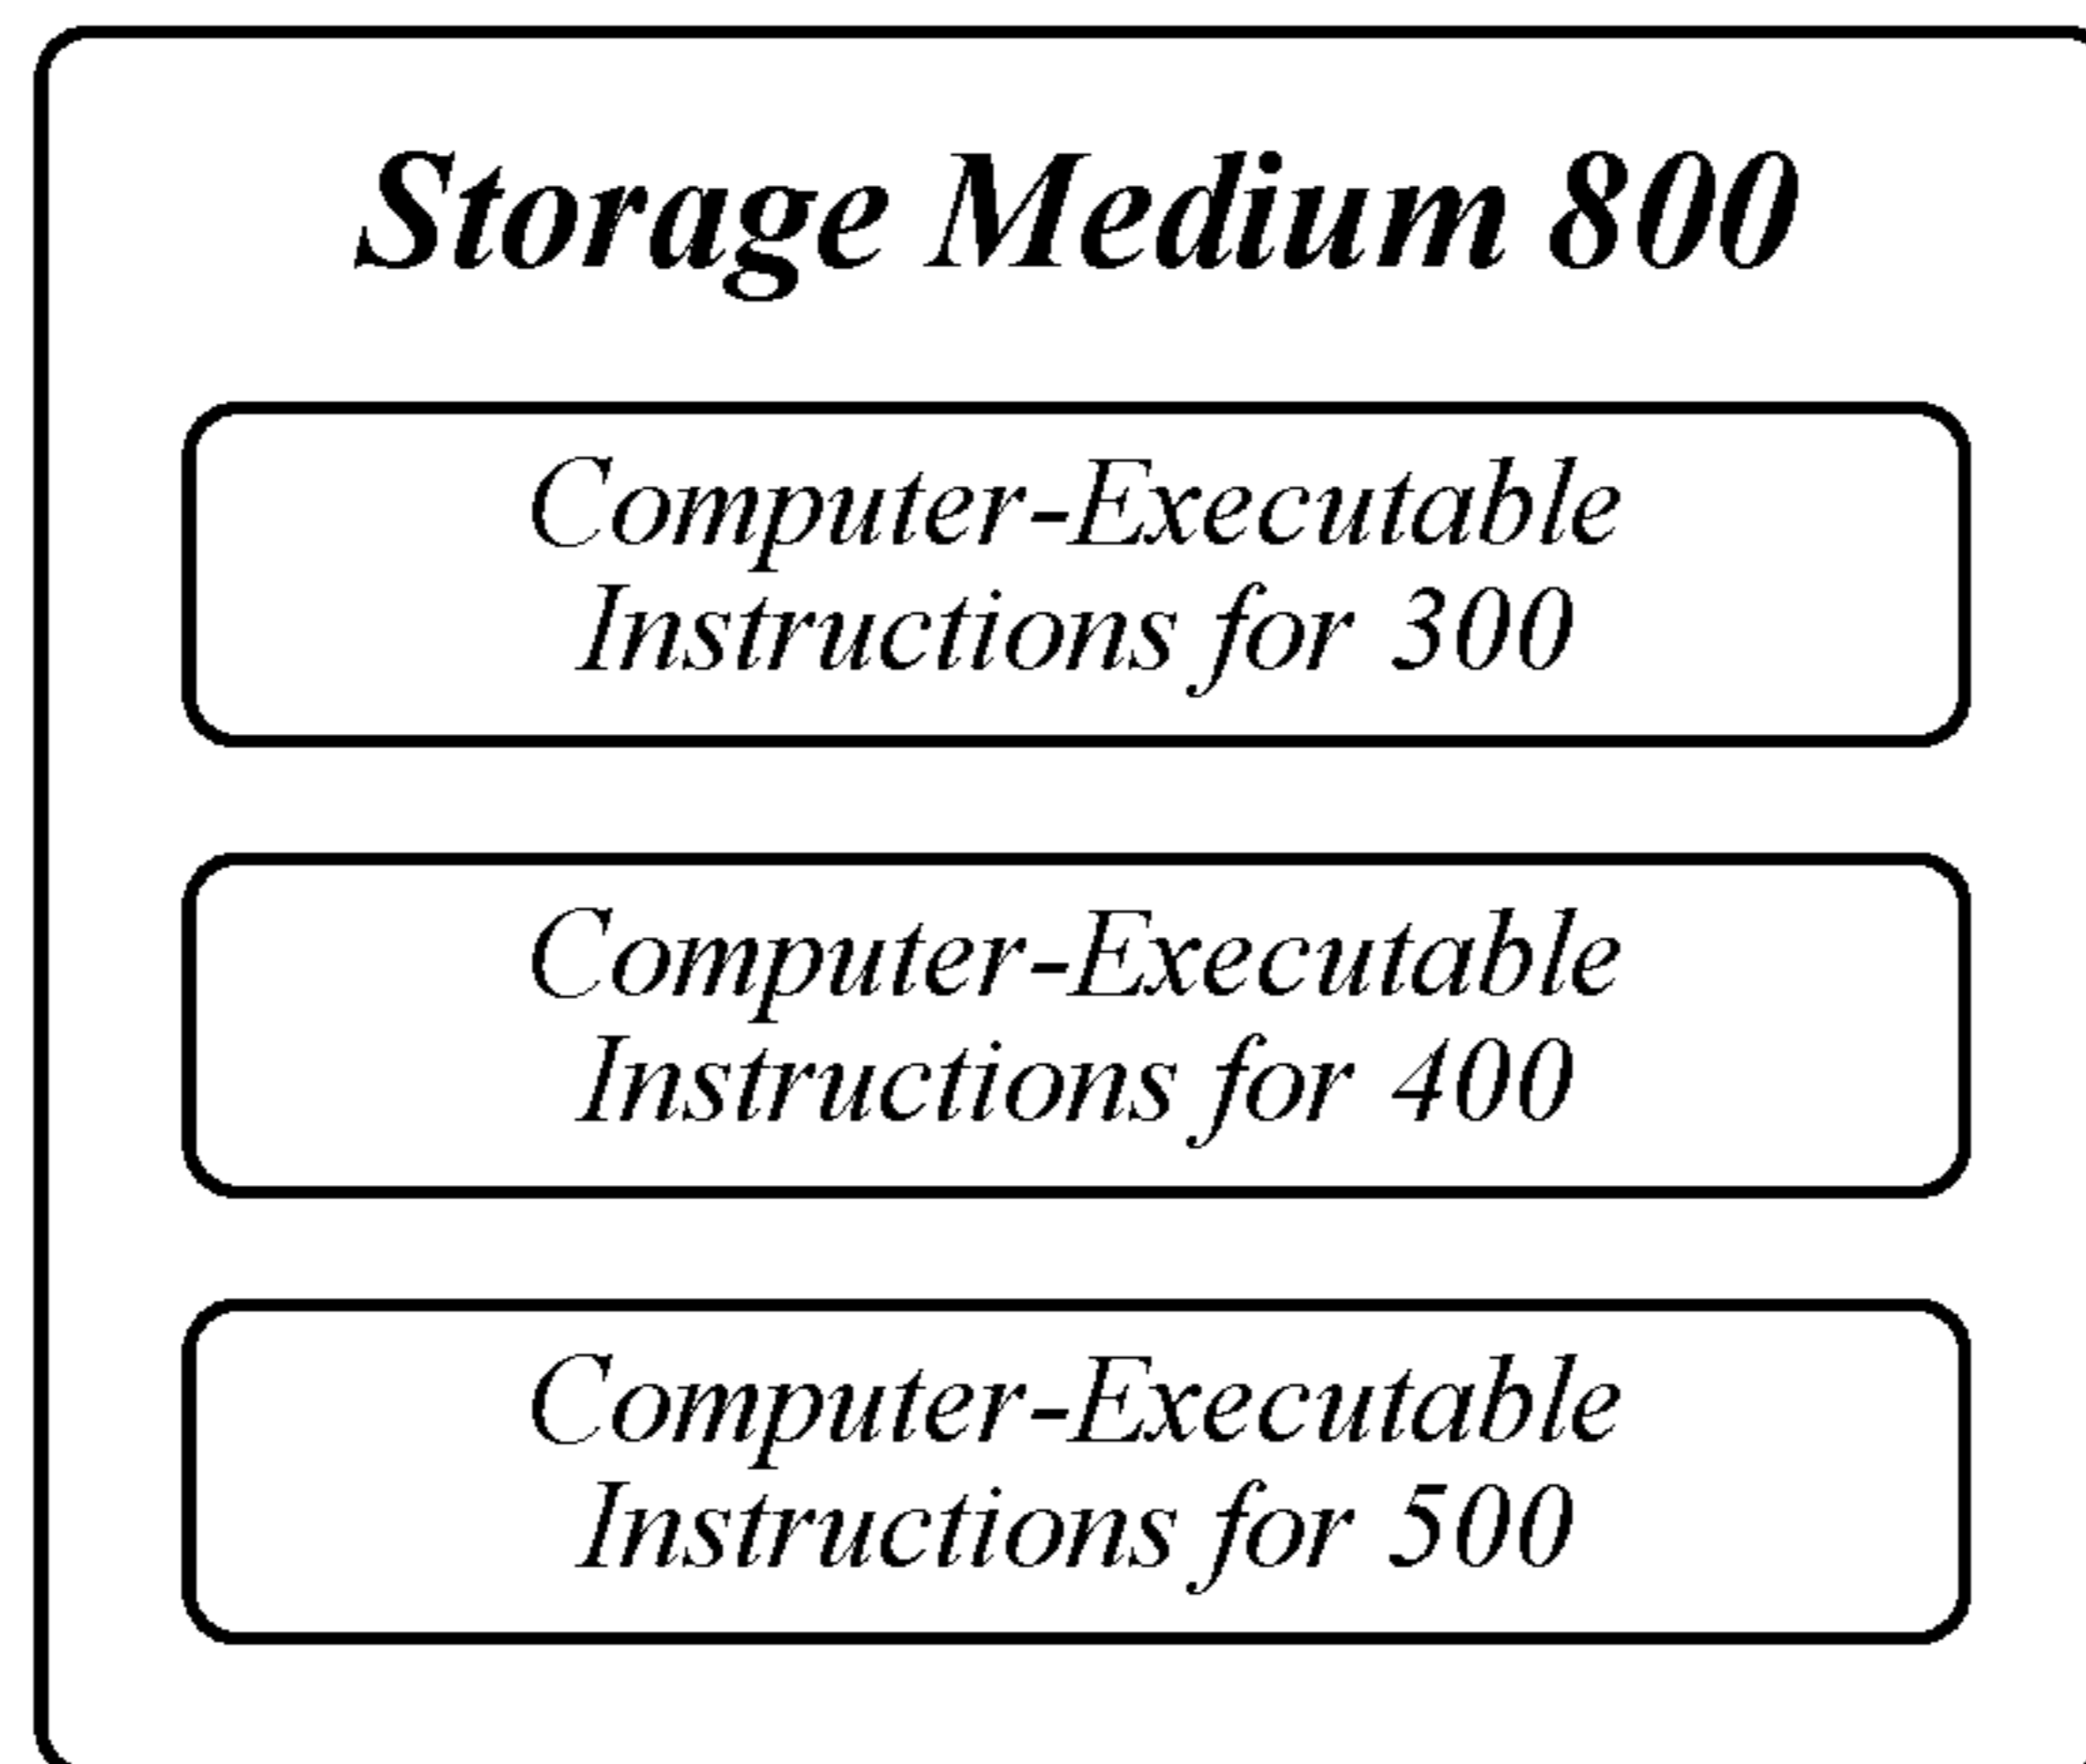 Storage Medium 800
Computer-Executable
Instructions for 300
Computer-Executable
Instructions for 400
Computer-Executable
Instructions for 500